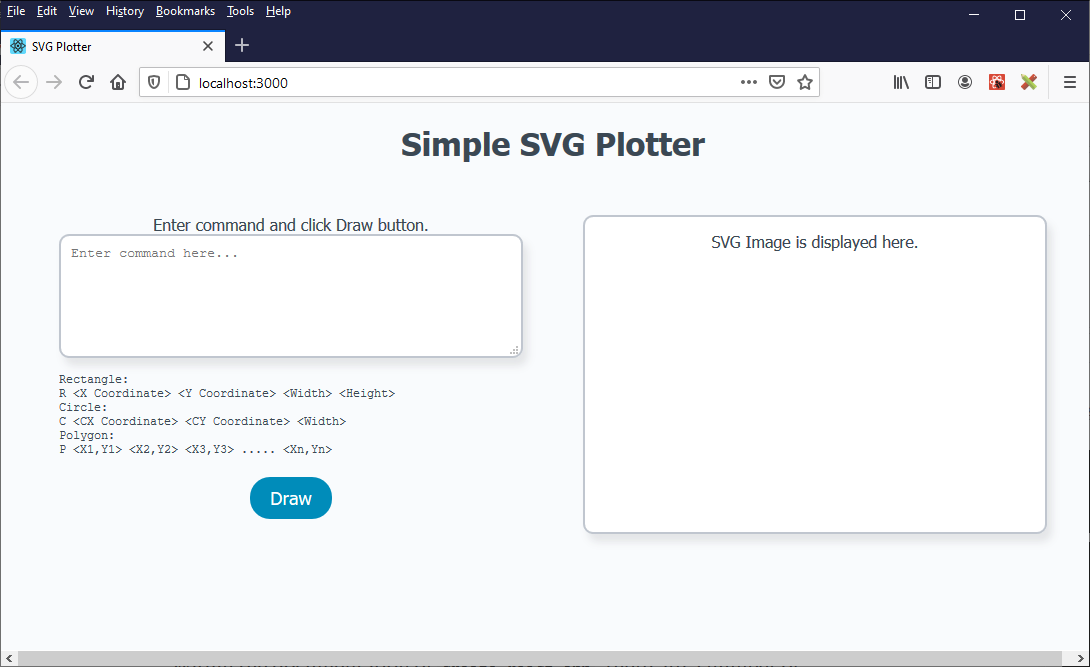 File Edit View History Bookmarks Tools Help
SVG Plotter
localhost:3000
Simple SVG Plotter
Enter command and click Draw button.
Enter command here...
SVG Image is displayed here.
Rectangle:
R <X Coordinate> <Y Coordinate> <Width> <Height>
Circle:
C <CX Coordinate> <CY Coordinate> <Width>
Polygon:
P <X1,Y1> <X2,Y2> <X3,Y3> ..... <Xn,Yn>
Draw